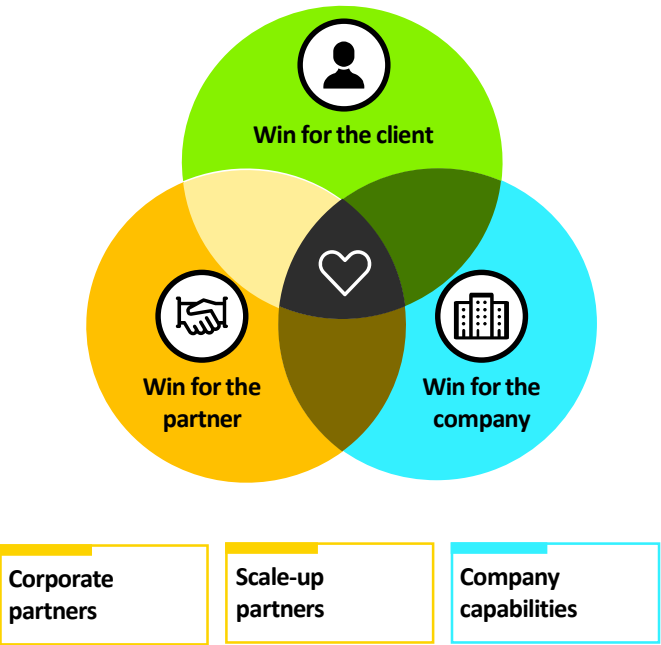 Win for the client
Win for the
partner
Win for the
company
Corporate
partners
Scale-up
partners
Company
capabilities